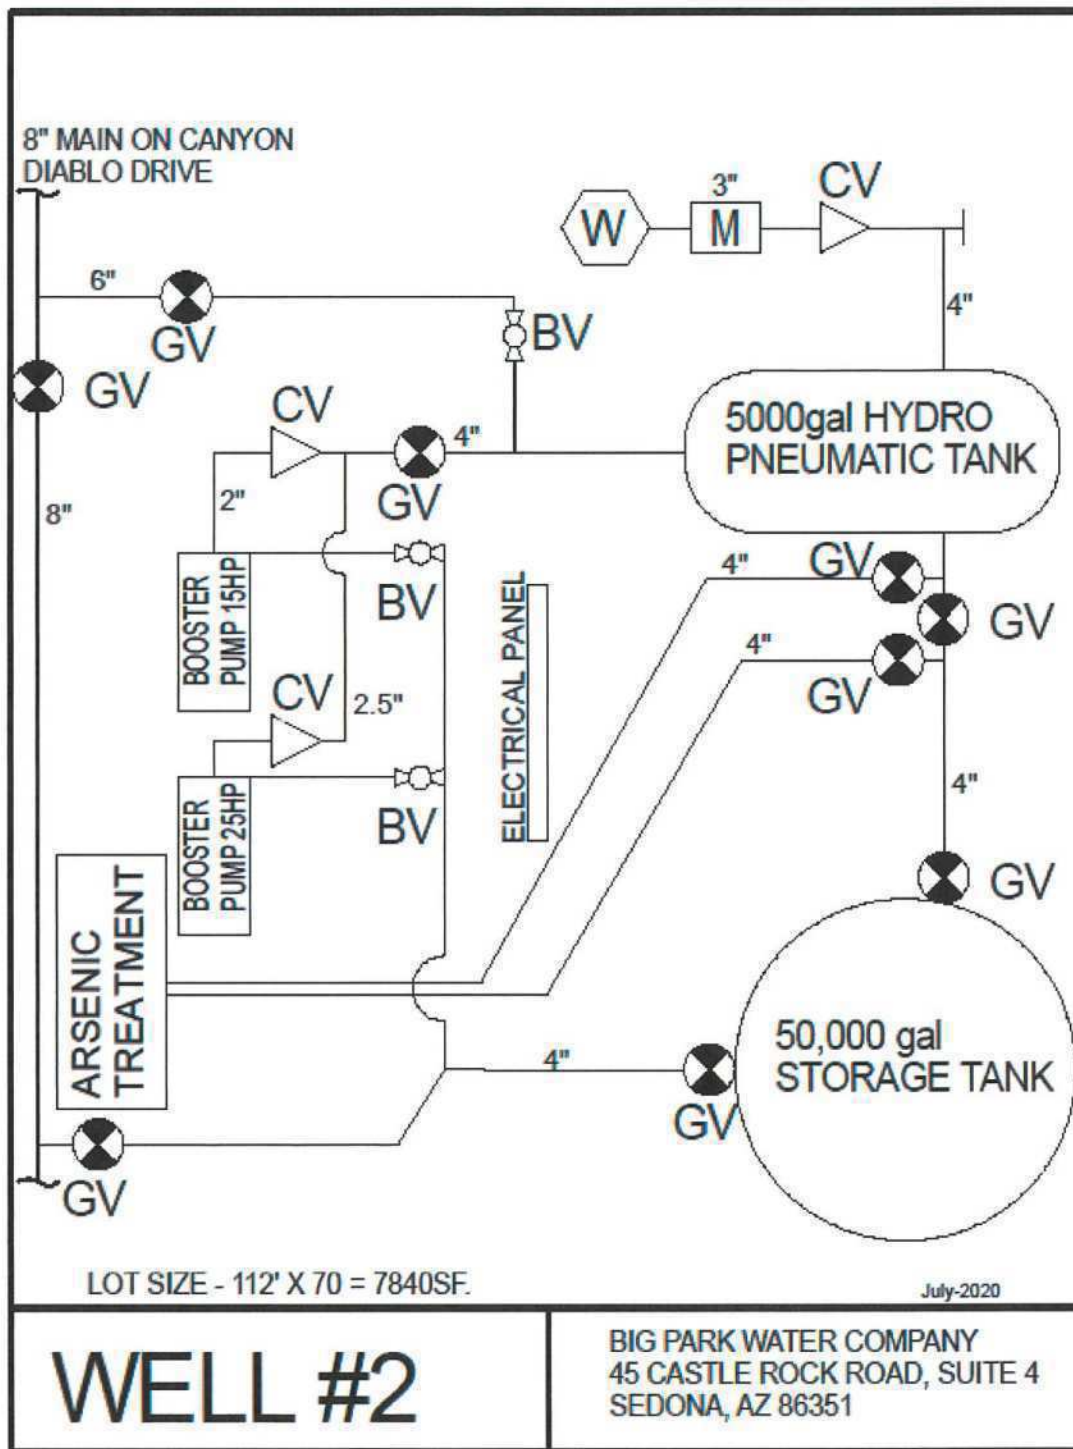 8" MAIN ON CANYON
DIABLO DRIVE
W
3"
M
CV
4"
6"
GV
BV
GV
5000gal HYDRO
PNEUMATIC TANK
CV
4"
GV
2"
8"
BOOSTER
PUMP 15HP
BV
ELECTRICAL PANEL
4"
GV
GV
4"
GV
CV
2.5"
BOOSTER
PUMP 25HP
BV
4"
GV
ARSENIC
TREATMENT
50,000 gal
STORAGE TANK
4"
GV
GV
LOT SIZE - 112' X 70 = 7840SF.
July-2020
WELL #2
BIG PARK WATER COMPANY
45 CASTLE ROCK ROAD, SUITE 4
SEDONA, AZ 86351